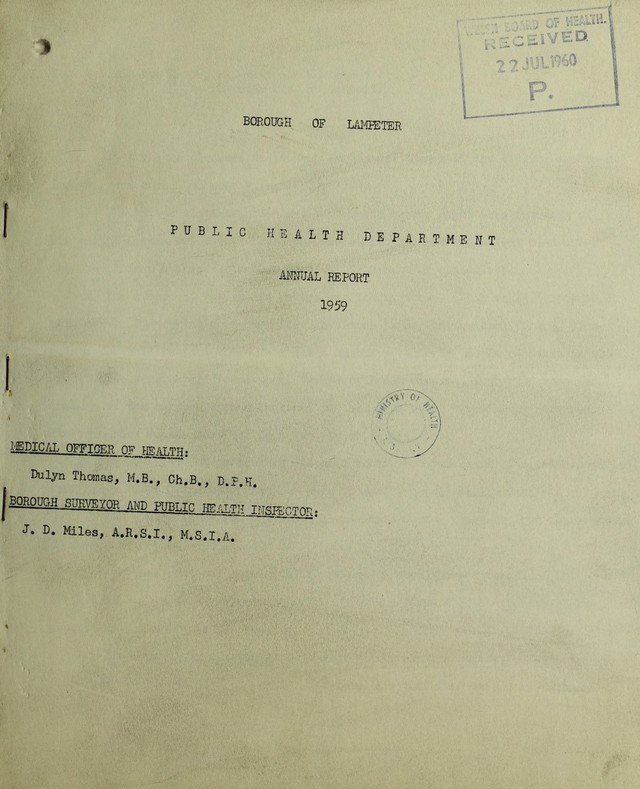 WELSH BOARD OF HEALTH.
RECEIVED
22 JUL 1960
P.
BOROUGH OF LAMPETER
PUBLIC HEALTH DEPARTMENT
ANNUAL REPORT
1959
MINISTRY OF HEALTH
MEDICAL OFFICER OF HEALTH:
Dulyn Thomas, M.B., Ch.B., D.P.H.
BOROUGH SURVEYOR AND PUBLIC HEALTH INSPECTOR:
J. D. Miles, A.R.S.I., M.S.I.A.